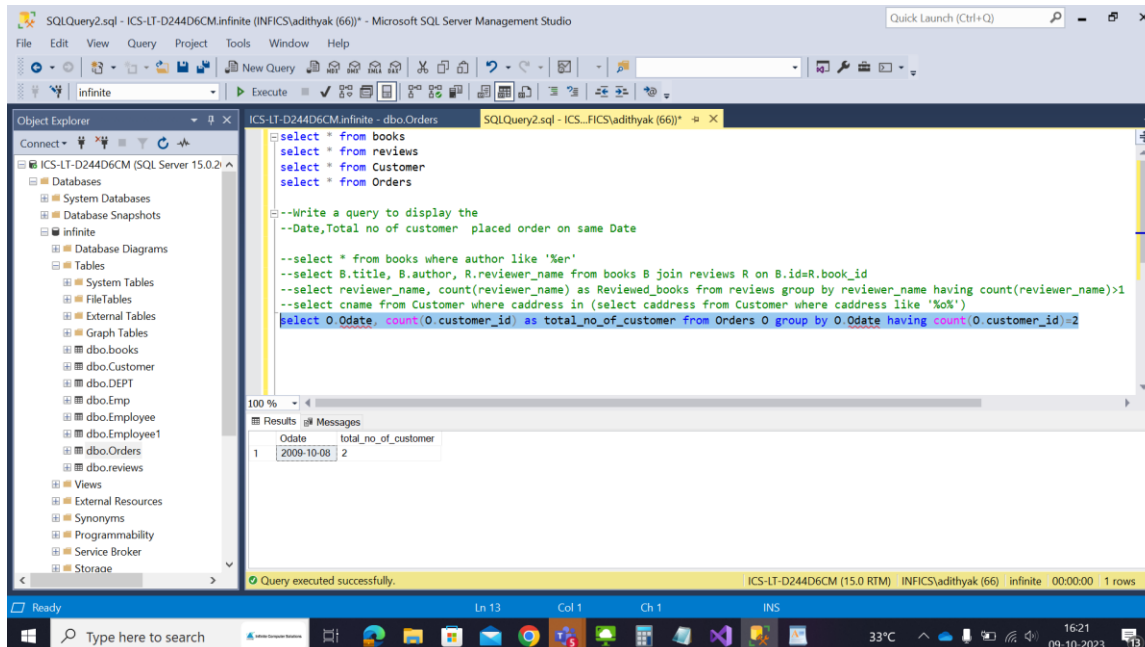 SQLQuery2.sql - ICS-LT-D244D6CM.infinite (INFICS\adithyak (66))* - Microsoft SQL Server Management Studio
Quick Launch (Ctrl+Q)
File Edit View Query Project Tools Window Help
New Query
infinite
Execute
Object Explorer
Connect
ICS-LT-D244D6CM (SQL Server 15.0.2
Databases
System Databases
Database Snapshots
infinite
Database Diagrams
Tables
System Tables
FileTables
External Tables
Graph Tables
dbo.books
dbo.Customer
dbo.DEPT
dbo.Emp
dbo.Employee
dbo.Employee1
dbo.Orders
dbo.reviews
Views
External Resources
Synonyms
Programmability
Service Broker
Storage
ICS-LT-D244D6CM.infinite - dbo.Orders
SQLQuery2.sql - ICS...FICS\adithyak (66))*
select * from books
select * from reviews
select * from Customer
select * from Orders
--Write a query to display the
--Date,Total no of customer  placed order on same Date
--select * from books where author like '%er'
--select B.title, B.author, R.reviewer_name from books B join reviews R on B.id=R.book_id
--select reviewer_name, count(reviewer_name) as Reviewed_books from reviews group by reviewer_name having count(reviewer_name)>1
--select cname from Customer where caddress in (select caddress from Customer where caddress like '%o%')
select O.Odate, count(O.customer_id) as total_no_of_customer from Orders O group by O.Odate having count(O.customer_id)=2
100 %
Results Messages
Odate total_no_of_customer
1 2009-10-08 2
Query executed successfully.
ICS-LT-D244D6CM (15.0 RTM) INFICS\adithyak (66) infinite 00:00:00 1 rows
Ready Ln 13 Col 1 Ch 1 INS
Type here to search
33°C
16:21
09-10-2023
13